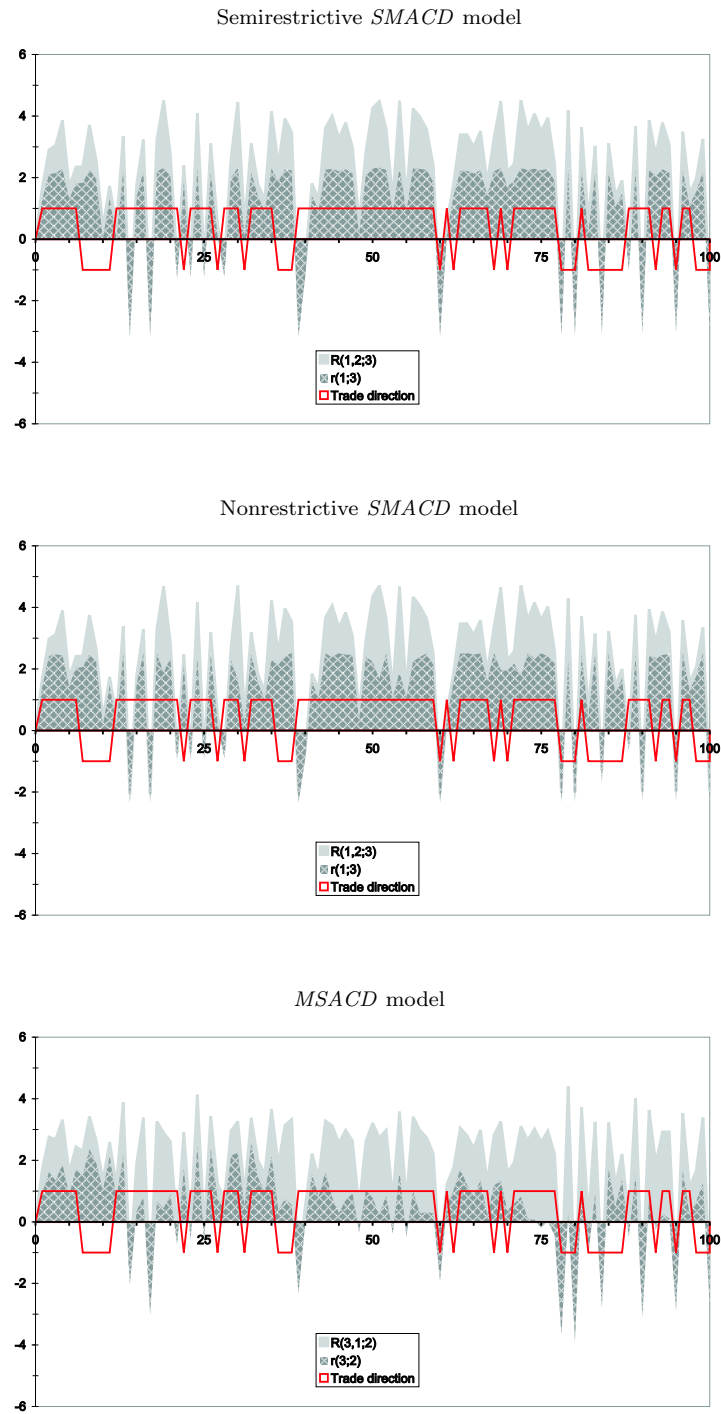 Semirestrictive SMACD model
6
4
2
0
-2
-4
-6
0 25 50 75 100
R(1,2;3)
r(1;3)
Trade direction
Nonrestrictive SMACD model
6
4
2
0
-2
-4
-6
0 25 50 75 100
R(1,2;3)
r(1;3)
Trade direction
MSACD model
6
4
2
0
-2
-4
-6
0 25 50 75 100
R(3,1;2)
r(3;2)
Trade direction